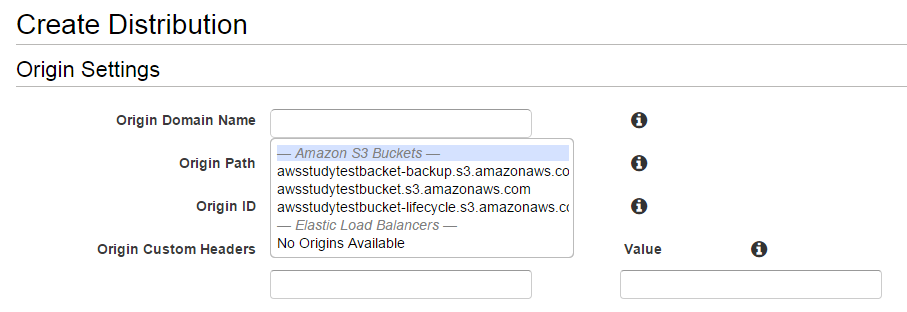 Create Distribution
Origin Settings
Origin Domain Name
— Amazon S3 Buckets —
Origin Path
awsstudytestbacket-backup.s3.amazonaws.co
awsstudytestbucket.s3.amazonaws.com
Origin ID
awsstudytestbucket-lifecycle.s3.amazonaws.co
— Elastic Load Balancers —
Origin Custom Headers
No Origins Available
Value